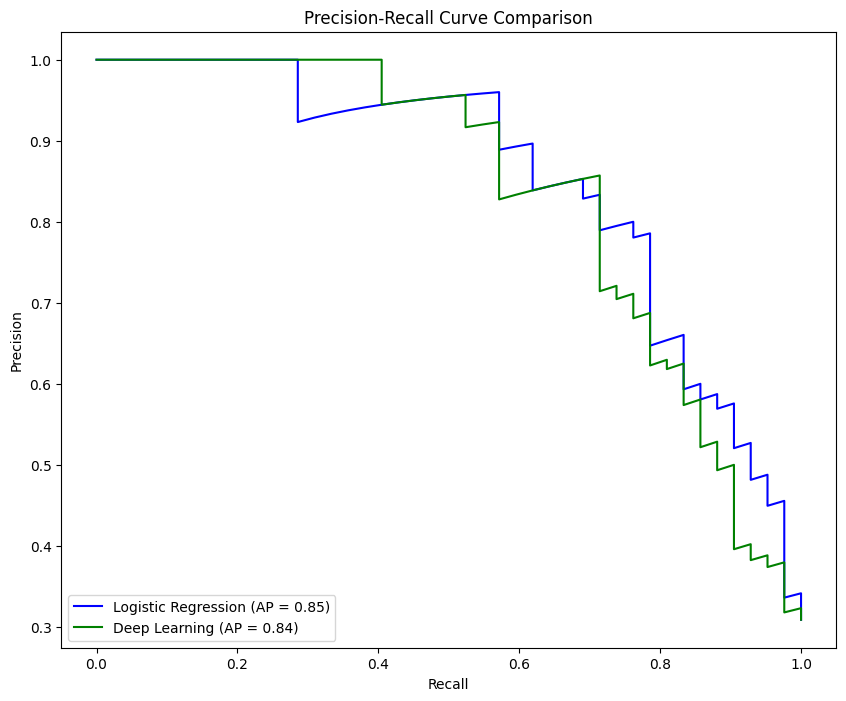 Precision-Recall Curve Comparison
Precision
1.0
0.9
0.8
0.7
0.6
0.5
0.4
0.3
Logistic Regression (AP = 0.85)
Deep Learning (AP = 0.84)
0.0 0.2 0.4 0.6 0.8 1.0
Recall